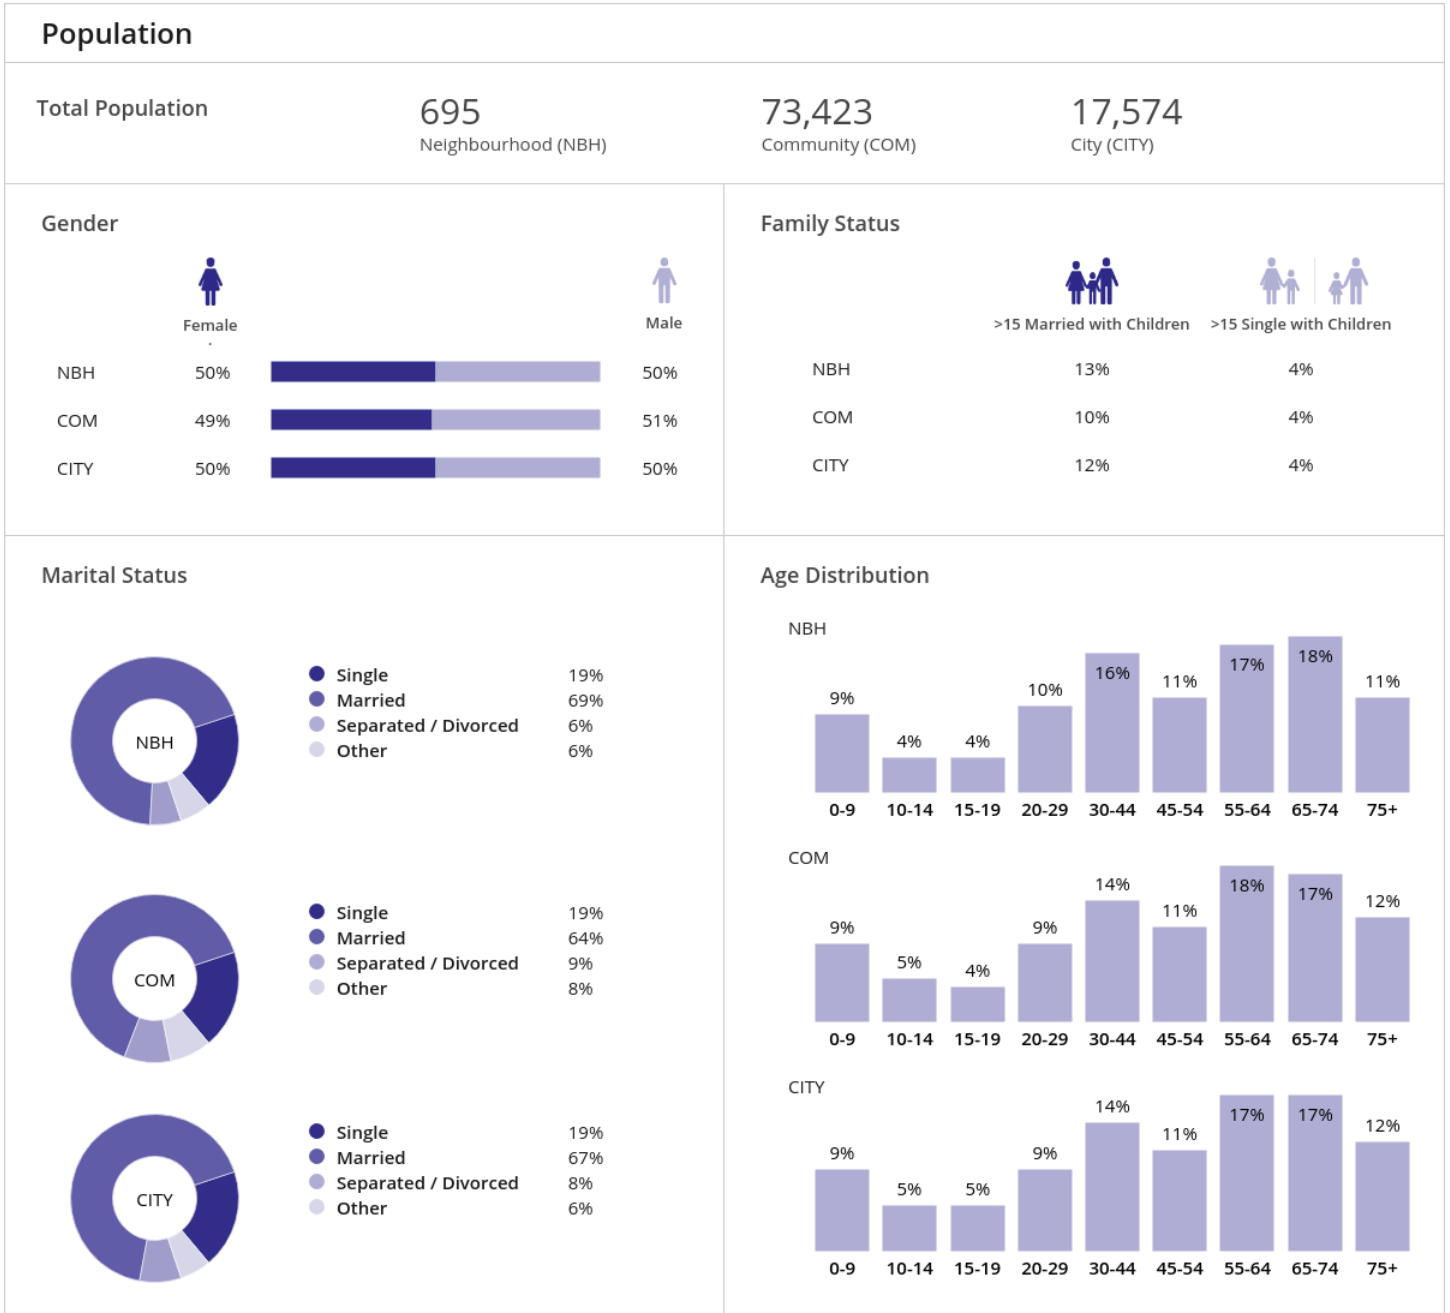 Population
Total Population
695
Neighbourhood (NBH)
73,423
Community (COM)
17,574
City (CITY)
Gender
Female
.
Male
NBH 50% 50%
COM 49% 51%
CITY 50% 50%
Family Status
>15 Married with Children >15 Single with Children
NBH 13% 4%
COM 10% 4%
CITY 12% 4%
Marital Status
NBH
Single 19%
Married 69%
Separated / Divorced 6%
Other 6%
COM
Single 19%
Married 64%
Separated / Divorced 9%
Other 8%
CITY
Single 19%
Married 67%
Separated / Divorced 8%
Other 6%
Age Distribution
NBH
9% 4% 4% 10% 16% 11% 17% 18% 11%
0-9 10-14 15-19 20-29 30-44 45-54 55-64 65-74 75+
COM
9% 5% 4% 9% 14% 11% 18% 17% 12%
0-9 10-14 15-19 20-29 30-44 45-54 55-64 65-74 75+
CITY
9% 5% 5% 9% 14% 11% 17% 17% 12%
0-9 10-14 15-19 20-29 30-44 45-54 55-64 65-74 75+